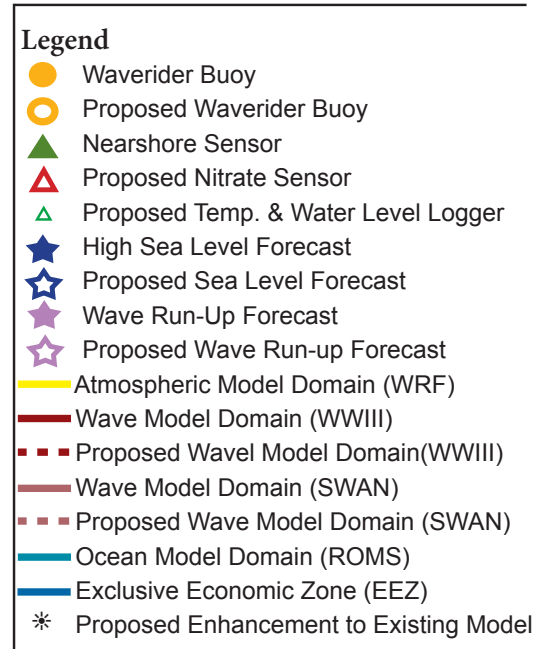 Legend
Waverider Buoy
Proposed Waverider Buoy
Nearshore Sensor
Proposed Nitrate Sensor
Proposed Temp. & Water Level Logger
High Sea Level Forecast
Proposed Sea Level Forecast
Wave Run-Up Forecast
Proposed Wave Run-up Forecast
Atmospheric Model Domain (WRF)
Wave Model Domain (WWIII)
Proposed Wavel Model Domain(WWIII)
Wave Model Domain (SWAN)
Proposed Wave Model Domain (SWAN)
Ocean Model Domain (ROMS)
Exclusive Economic Zone (EEZ)
Proposed Enhancement to Existing Model